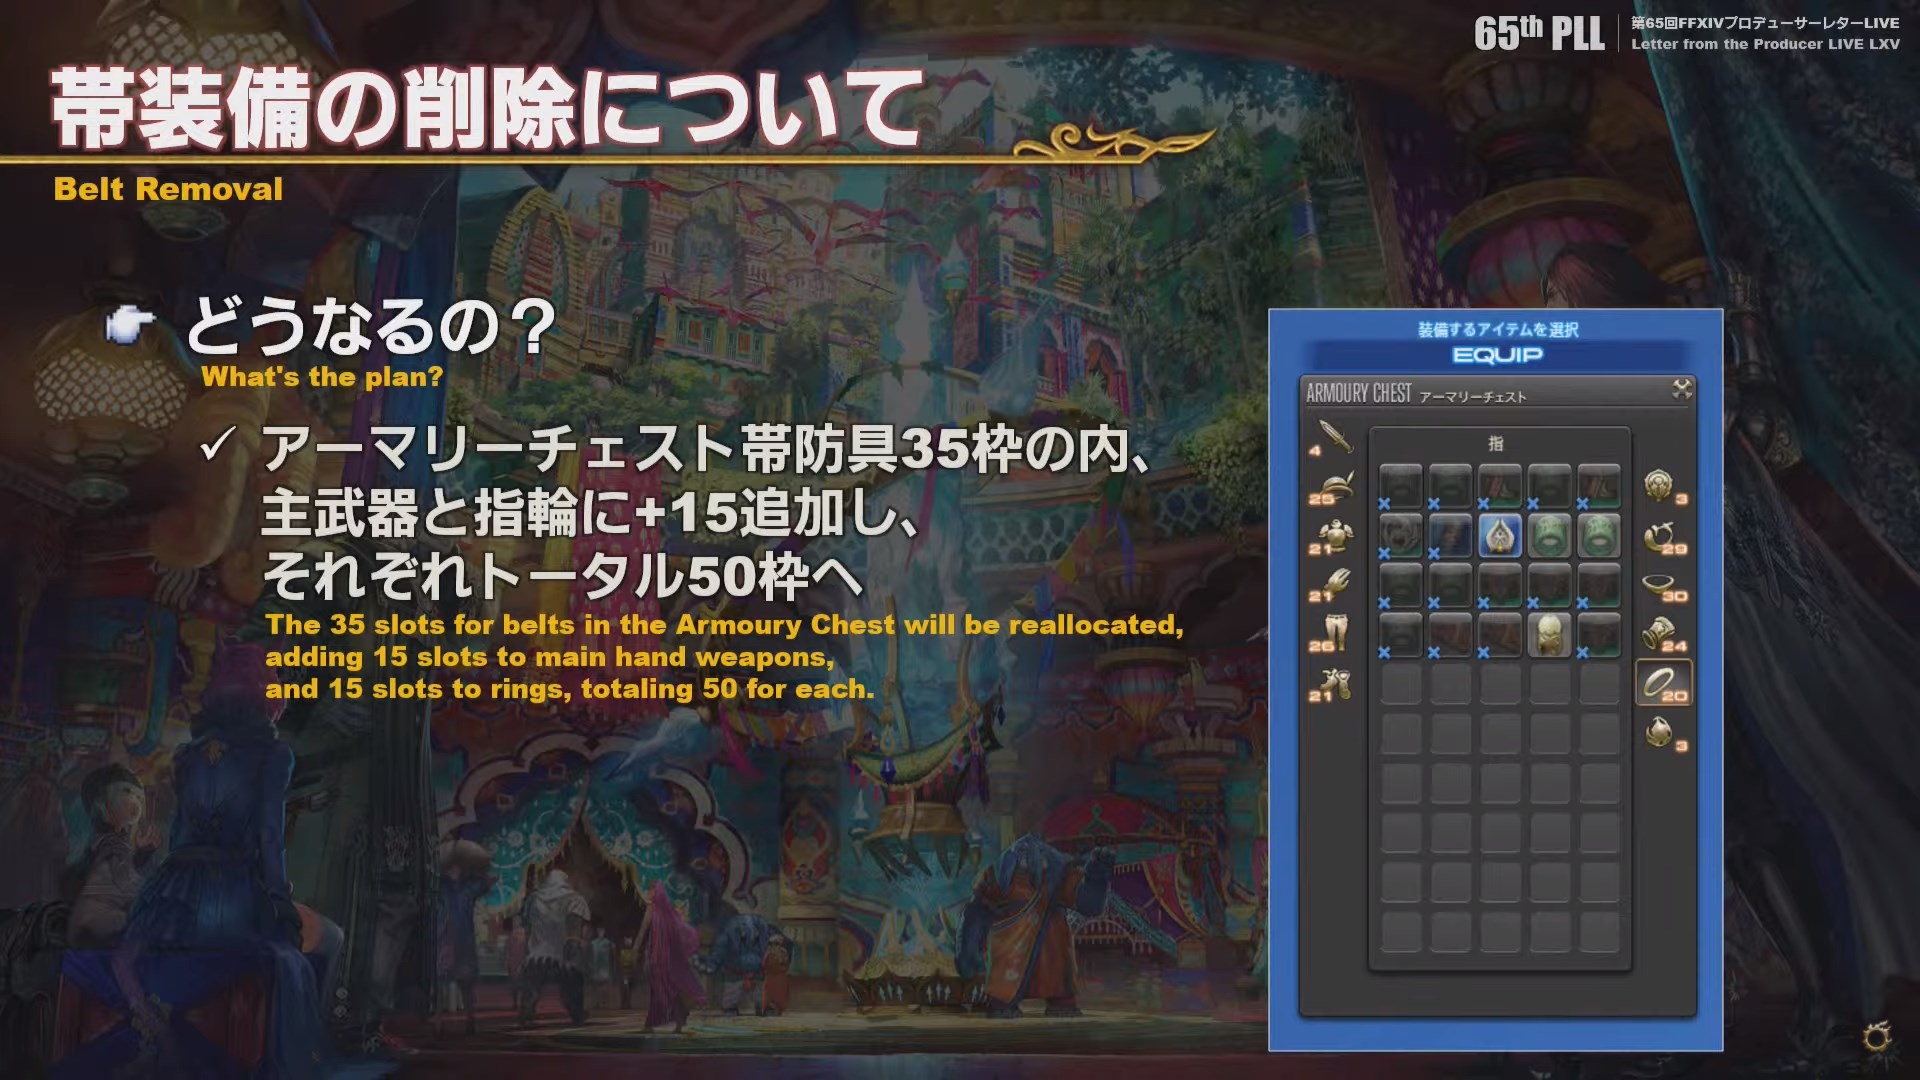 65th PLL
第65回FFXIVプロデューサーレターLIVE
Letter from the Producer LIVE LXV
帯装備の削除について
Belt Removal
どうなるの？
What's the plan?
✓ アーマリーチェスト帯防具35枠の内、
主武器と指輪に+15追加し、
それぞれトータル50枠へ
The 35 slots for belts in the Armoury Chest will be reallocated,
adding 15 slots to main hand weapons,
and 15 slots to rings, totaling 50 for each.
装備するアイテムを選択
EQUIP
ARMOURY CHEST アーマリーチェスト
指
4
25
21
21
26
21
3
29
30
24
20
3